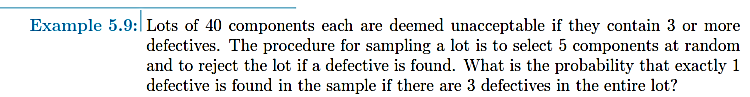 Example 5.9: Lots of 40 components each are deemed unacceptable if they contain 3 or more
defectives. The procedure for sampling a lot is to select 5 components at random
and to reject the lot if a defective is found. What is the probability that exactly 1
defective is found in the sample if there are 3 defectives in the entire lot?